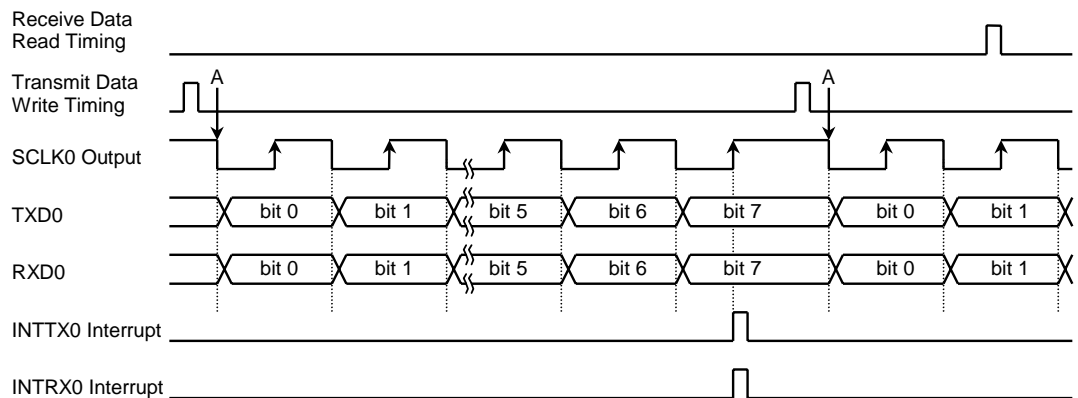 Receive Data
Read Timing
Transmit Data
Write Timing
A
A
SCLK0 Output
TXD0 bit 0 bit 1 bit 5 bit 6 bit 7 bit 0 bit 1
RXD0 bit 0 bit 1 bit 5 bit 6 bit 7 bit 0 bit 1
INTTX0 Interrupt
INTRX0 Interrupt